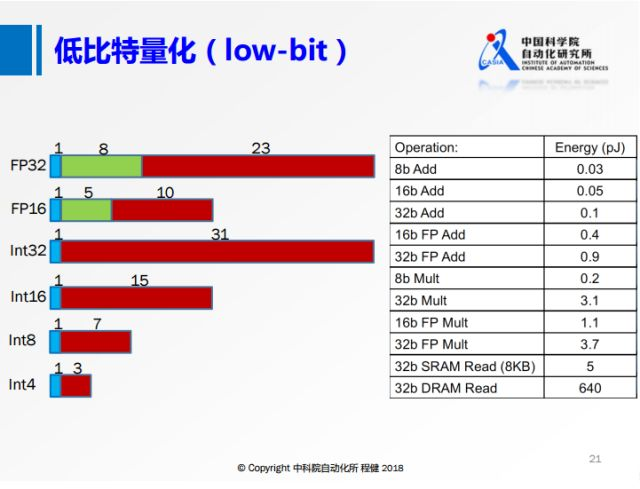 低比特量化（low-bit）
CASIA
中国科学院
自动化研究所
INSTITUTE OF AUTOMATION
CHINESE ACADEMY OF SCIENCES
1 8 23
FP32
1 5 10
FP16
1 31
Int32
1 15
Int16
1 7
Int8
1 3
Int4
Operation: Energy (pJ)
8b Add 0.03
16b Add 0.05
32b Add 0.1
16b FP Add 0.4
32b FP Add 0.9
8b Mult 0.2
32b Mult 3.1
16b FP Mult 1.1
32b FP Mult 3.7
32b SRAM Read (8KB) 5
32b DRAM Read 640
21
© Copyright 中科院自动化所 程健 2018